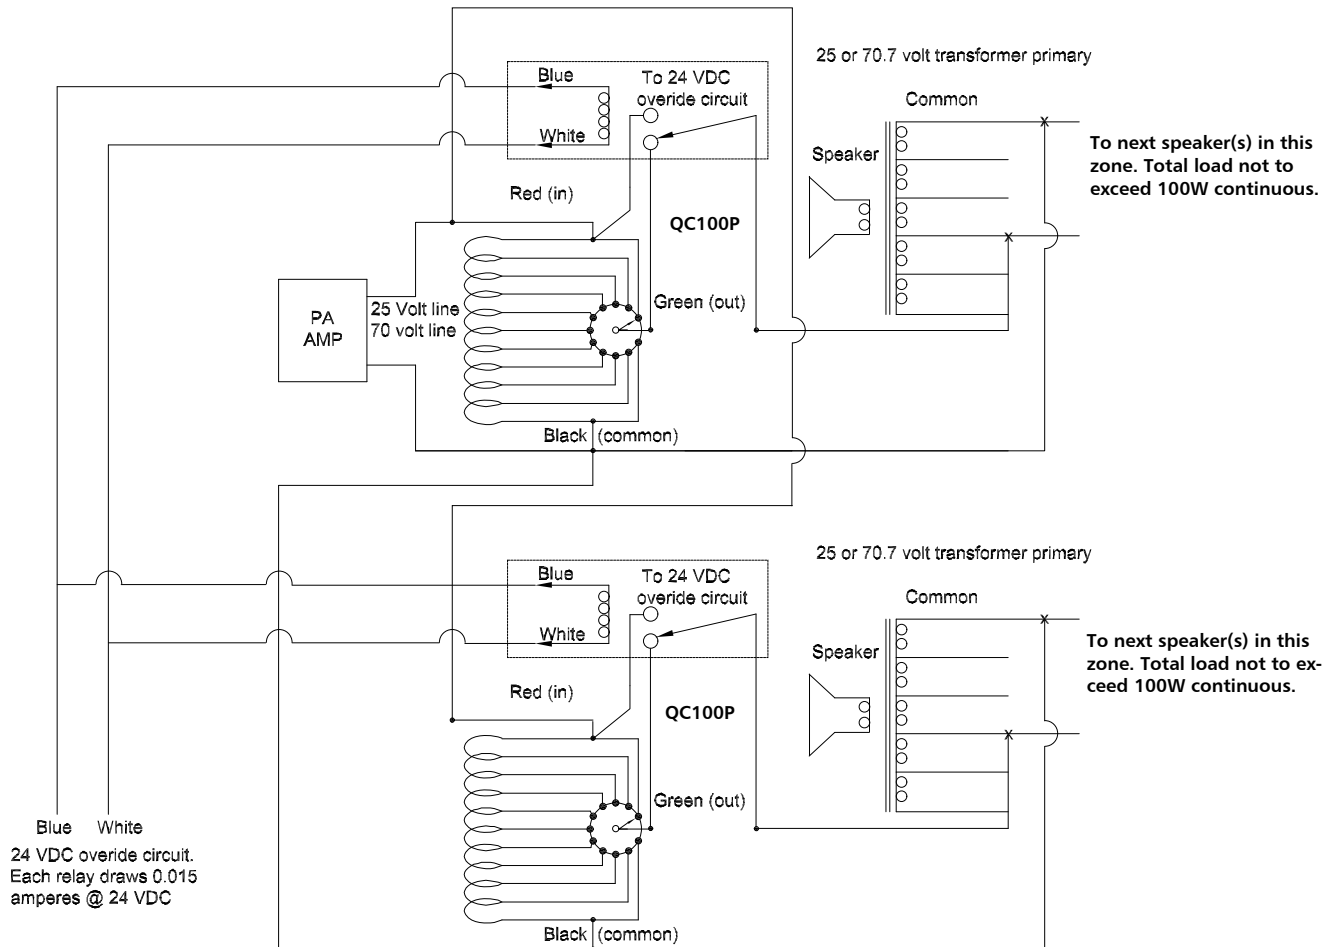 25 or 70.7 volt transformer primary
Blue
To 24 VDC
overide circuit
White
Common
To next speaker(s) in this
zone. Total load not to
exceed 100W continuous.
Speaker
Red (in)
QC100P
Green (out)
PA
AMP
25 Volt line
70 volt line
Black (common)
25 or 70.7 volt transformer primary
Blue
To 24 VDC
overide circuit
White
Common
To next speaker(s) in this
zone. Total load not to ex-
ceed 100W continuous.
Speaker
Red (in)
QC100P
Green (out)
Blue White
24 VDC overide circuit.
Each relay draws 0.015
amperes @ 24 VDC
Black (common)